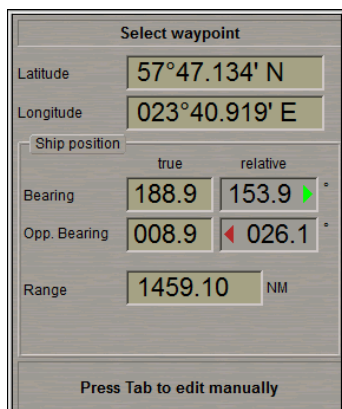 Select waypoint
Latitude 57°47.134' N
Longitude 023°40.919' E
Ship position
true relative
Bearing 188.9 153.9 °
Opp. Bearing 008.9 026.1 °
Range 1459.10 NM
Press Tab to edit manually